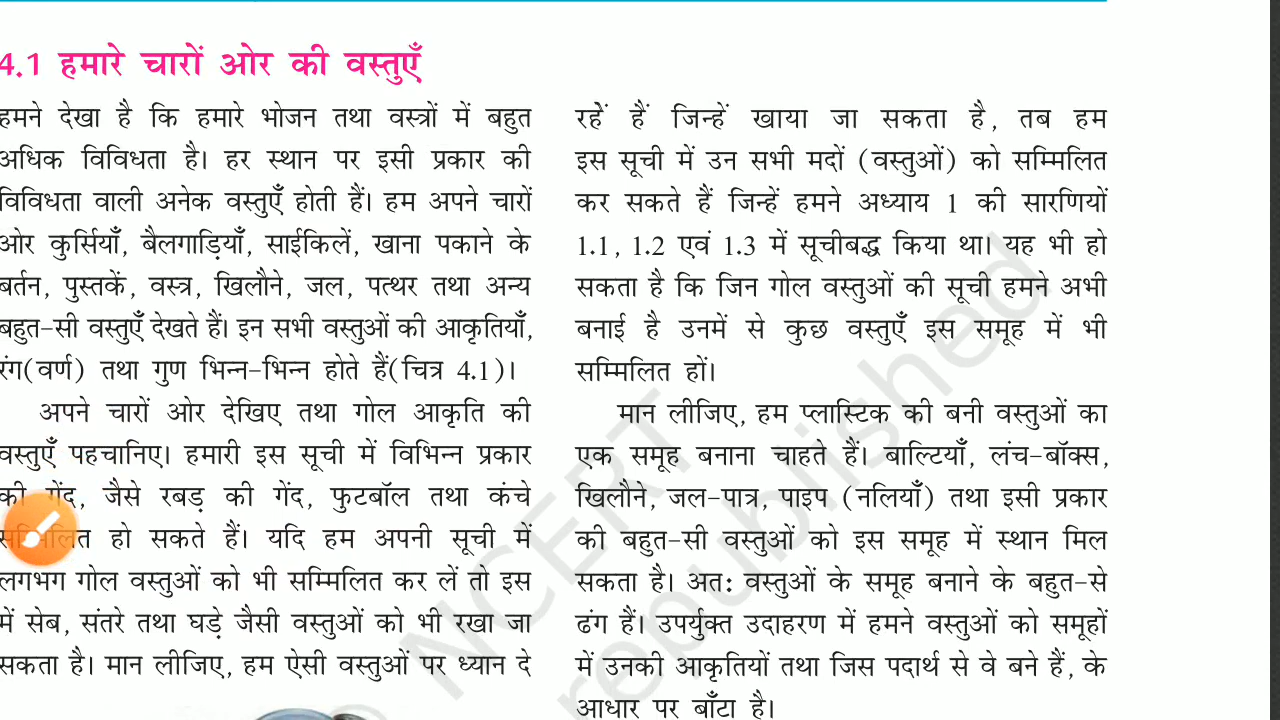 4.1 हमारे चारों ओर की वस्तुएँ
हमने देखा है कि हमारे भोजन तथा वस्त्रों में बहुत
अधिक विविधता है। हर स्थान पर इसी प्रकार की
विविधता वाली अनेक वस्तुएँ होती हैं। हम अपने चारों
ओर कुर्सियाँ, बैलगाड़ियाँ, साईकिलें, खाना पकाने के
बर्तन, पुस्तकें, वस्त्र, खिलौने, जल, पत्थर तथा अन्य
बहुत-सी वस्तुएँ देखते हैं। इन सभी वस्तुओं की आकृतियाँ,
रंग(वर्ण) तथा गुण भिन्न-भिन्न होते हैं(चित्र 4.1)।
अपने चारों ओर देखिए तथा गोल आकृति की
वस्तुएँ पहचानिए। हमारी इस सूची में विभिन्न प्रकार
की गेंद, जैसे रबड़ की गेंद, फुटबॉल तथा कंचे
सम्मिलित हो सकते हैं। यदि हम अपनी सूची में
लगभग गोल वस्तुओं को भी सम्मिलित कर लें तो इस
में सेब, संतरे तथा घड़े जैसी वस्तुओं को भी रखा जा
सकता है। मान लीजिए, हम ऐसी वस्तुओं पर ध्यान दे
रहेें हैं जिन्हें खाया जा सकता है, तब हम
इस सूची में उन सभी मदों (वस्तुओं) को सम्मिलित
कर सकते हैं जिन्हें हमने अध्याय 1 की सारणियों
1.1, 1.2 एवं 1.3 में सूचीबद्ध किया था। यह भी हो
सकता है कि जिन गोल वस्तुओं की सूची हमने अभी
बनाई है उनमें से कुछ वस्तुएँ इस समूह में भी
सम्मिलित हों।
मान लीजिए, हम प्लास्टिक की बनी वस्तुओं का
एक समूह बनाना चाहते हैं। बाल्टियाँ, लंच-बॉक्स,
खिलौने, जल-पात्र, पाइप (नलियाँ) तथा इसी प्रकार
की बहुत-सी वस्तुओं को इस समूह में स्थान मिल
सकता है। अतः वस्तुओं के समूह बनाने के बहुत-से
ढंग हैं। उपर्युक्त उदाहरण में हमने वस्तुओं को समूहों
में उनकी आकृतियों तथा जिस पदार्थ से वे बने हैं, के
आधार पर बाँटा है।
NCERT
republished